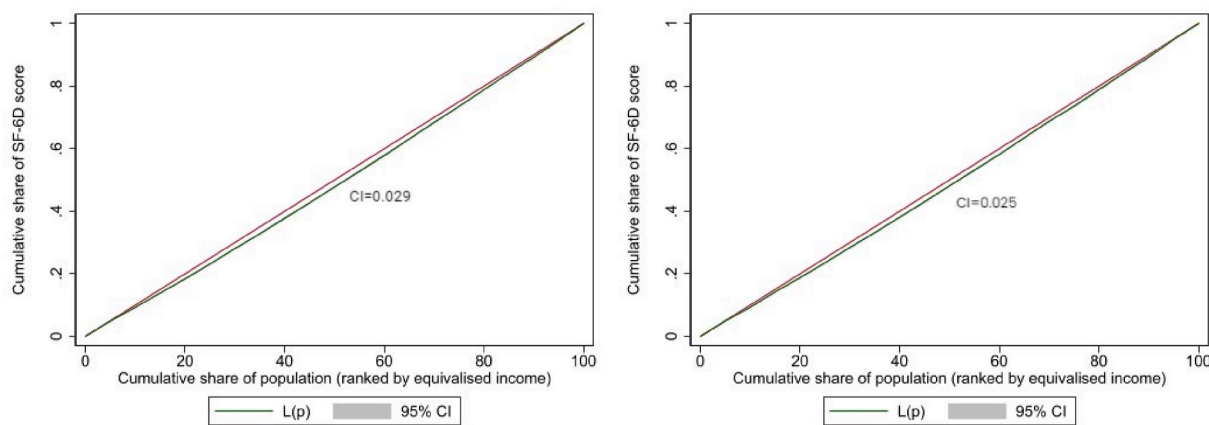 Cumulative share of SF-6D score
1
.8
.6
.4
.2
0
CI=0.029
0 20 40 60 80 100
Cumulative share of population (ranked by equivalised income)
L(p) 95% CI
Cumulative share of SF-6D score
1
.8
.6
.4
.2
0
CI=0.025
0 20 40 60 80 100
Cumulative share of population (ranked by equivalised income)
L(p) 95% CI